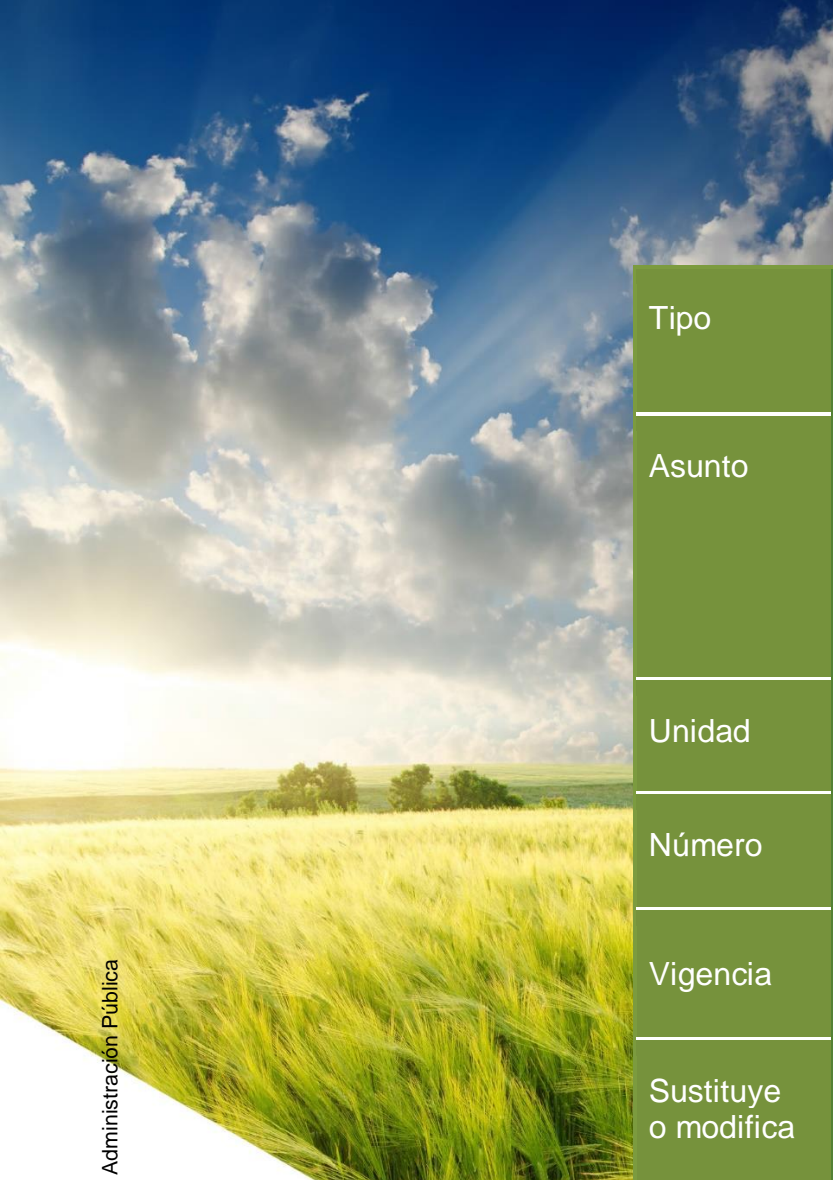 Tipo
Asunto
Unidad
Número
Vigencia
Sustituye
o modifica
Administración Pública